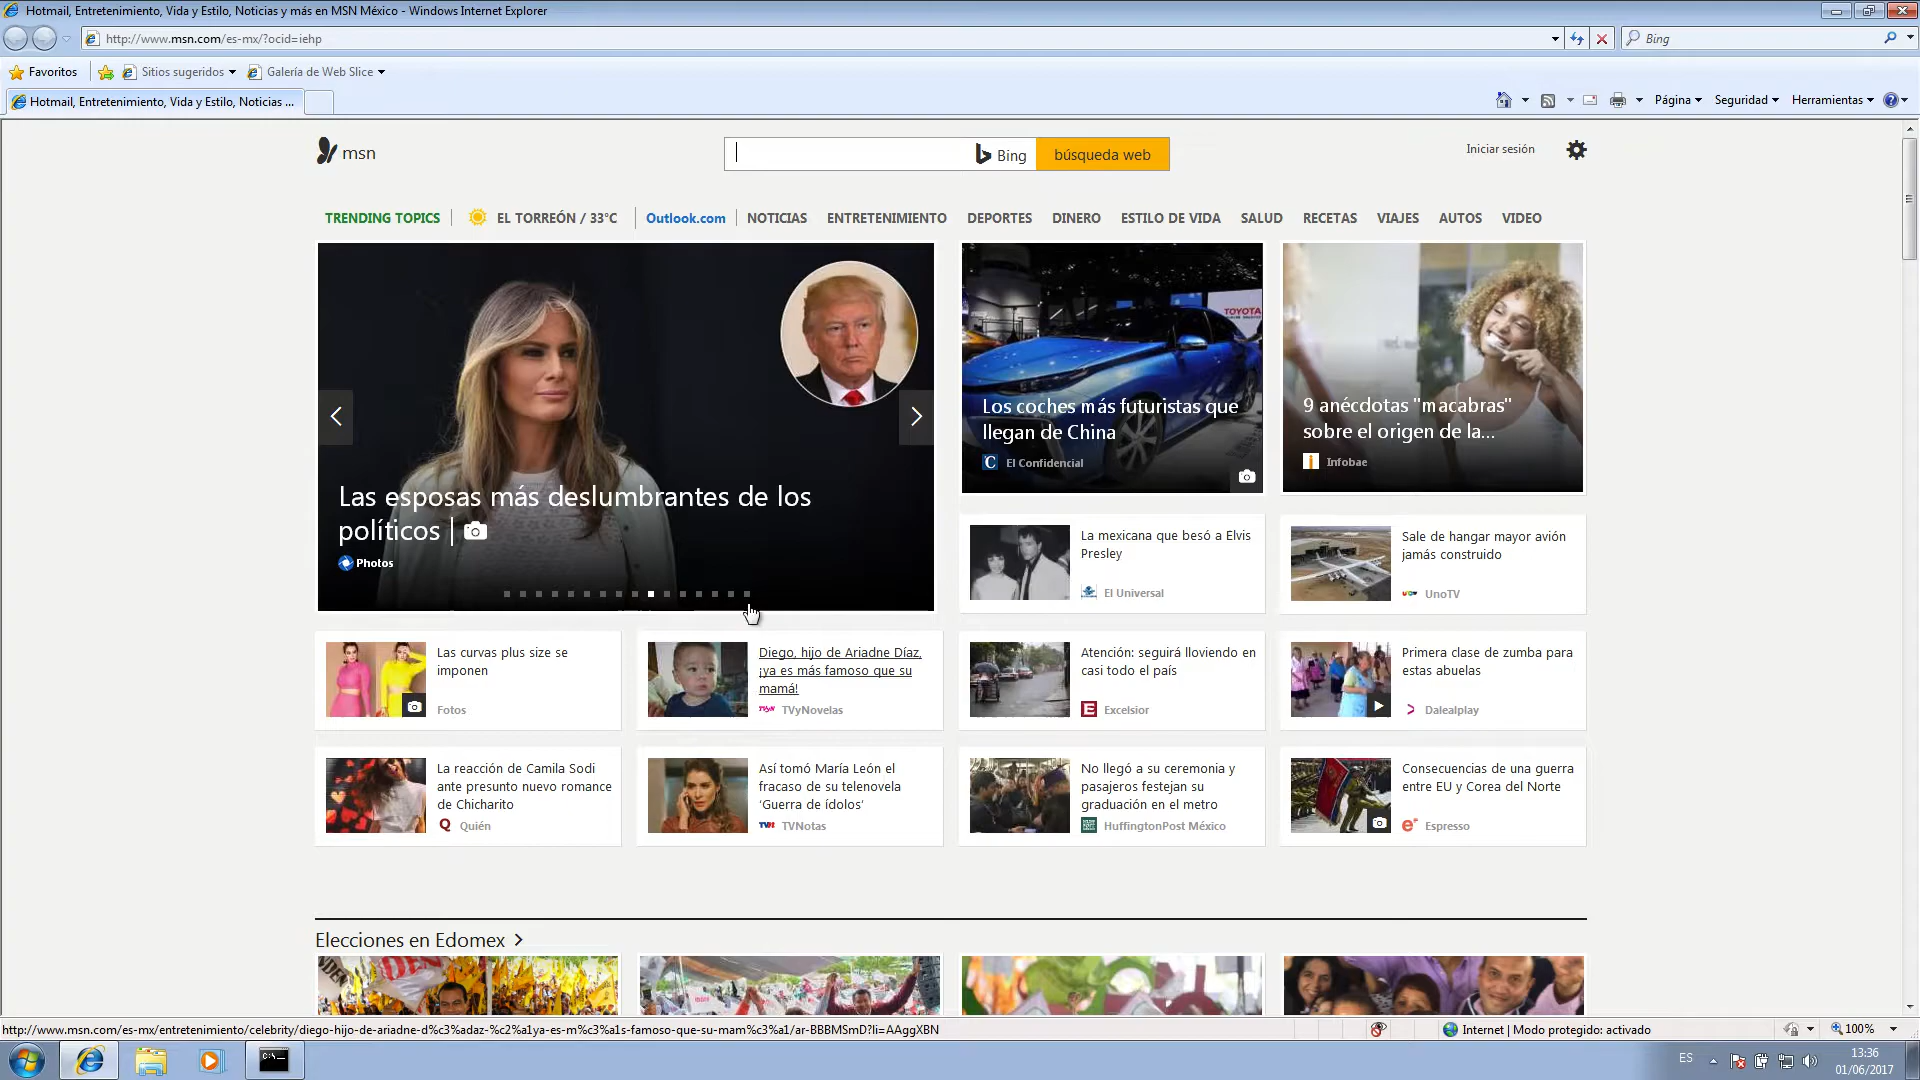 Hotmail, Entretenimiento, Vida y Estilo, Noticias y más en MSN México - Windows Internet Explorer
http://www.msn.com/es-mx/?ocid=iehp
Bing
Favoritos
Sitios sugeridos
Galería de Web Slice
Hotmail, Entretenimiento, Vida y Estilo, Noticias ...
Página
Seguridad
Herramientas
msn
Bing
búsqueda web
Iniciar sesión
TRENDING TOPICS
EL TORREÓN / 33°C
Outlook.com
NOTICIAS
ENTRETENIMIENTO
DEPORTES
DINERO
ESTILO DE VIDA
SALUD
RECETAS
VIAJES
AUTOS
VIDEO
Las esposas más deslumbrantes de los
políticos |
Photos
TOYOTA
Los coches más futuristas que
llegan de China
El Confidencial
9 anécdotas "macabras"
sobre el origen de la...
Infobae
La mexicana que besó a Elvis
Presley
El Universal
Sale de hangar mayor avión
jamás construido
UnoTV
Las curvas plus size se
imponen
Fotos
Diego, hijo de Ariadne Díaz,
¡ya es más famoso que su
mamá!
TVyNovelas
Atención: seguirá lloviendo en
casi todo el país
Excelsior
Primera clase de zumba para
estas abuelas
Dalealplay
La reacción de Camila Sodi
ante presunto nuevo romance
de Chicharito
Quién
Así tomó María León el
fracaso de su telenovela
‘Guerra de ídolos’
TVNotas
No llegó a su ceremonia y
pasajeros festejan su
graduación en el metro
HuffingtonPost México
Consecuencias de una guerra
entre EU y Corea del Norte
Espresso
Elecciones en Edomex
http://www.msn.com/es-mx/entretenimiento/celebrity/diego-hijo-de-ariadne-d%c3%adaz-%c2%a1ya-es-m%c3%a1s-famoso-que-su-mam%c3%a1/ar-BBBMSmD?li=AAggXBN
Internet | Modo protegido: activado
100%
ES
13:36
01/06/2017